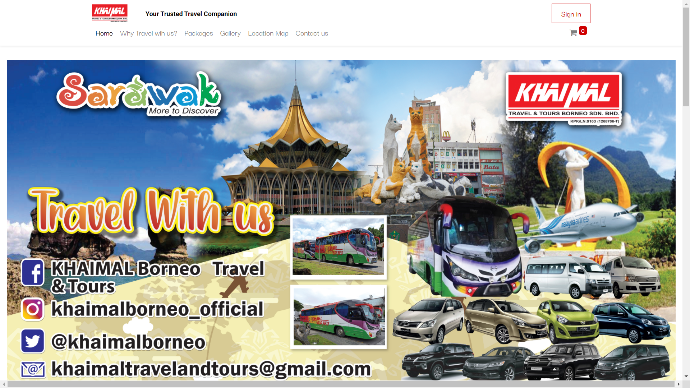 KHAIMAL
Your Trusted Travel Companion
Sign in
Home
Why Travel with us?
Packages
Gallery
Location Map
Contact us
0
Sarawak
More to Discover
KHAIMAL
TRAVEL & TOURS BORNEO SDN. BHD.
Travel With us
KHAIMAL Borneo Travel
& Tours
khaimalborneo_official
@khaimalborneo
khaimaltravelandtours@gmail.com